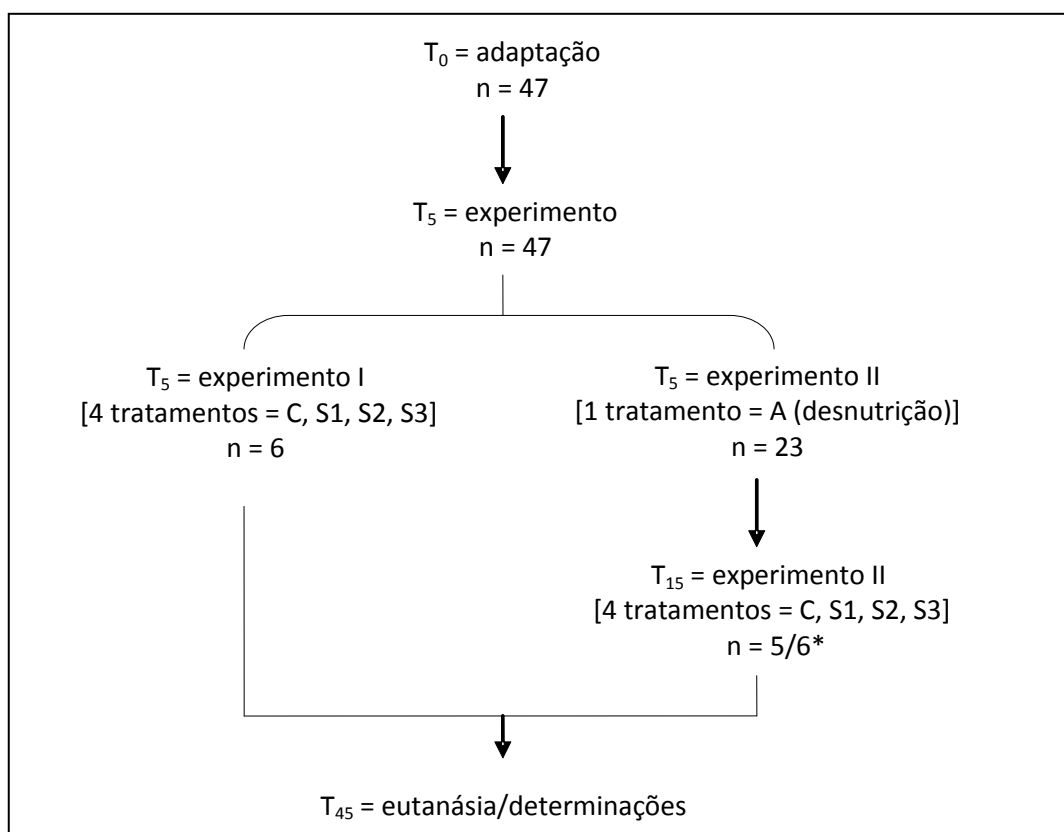 T₀ = adaptação
n = 47
T₅ = experimento
n = 47
T₅ = experimento I
[4 tratamentos = C, S1, S2, S3]
n = 6
T₅ = experimento II
[1 tratamento = A (desnutrição)]
n = 23
T₁₅ = experimento II
[4 tratamentos = C, S1, S2, S3]
n = 5/6*
T₄₅ = eutanásia/determinações